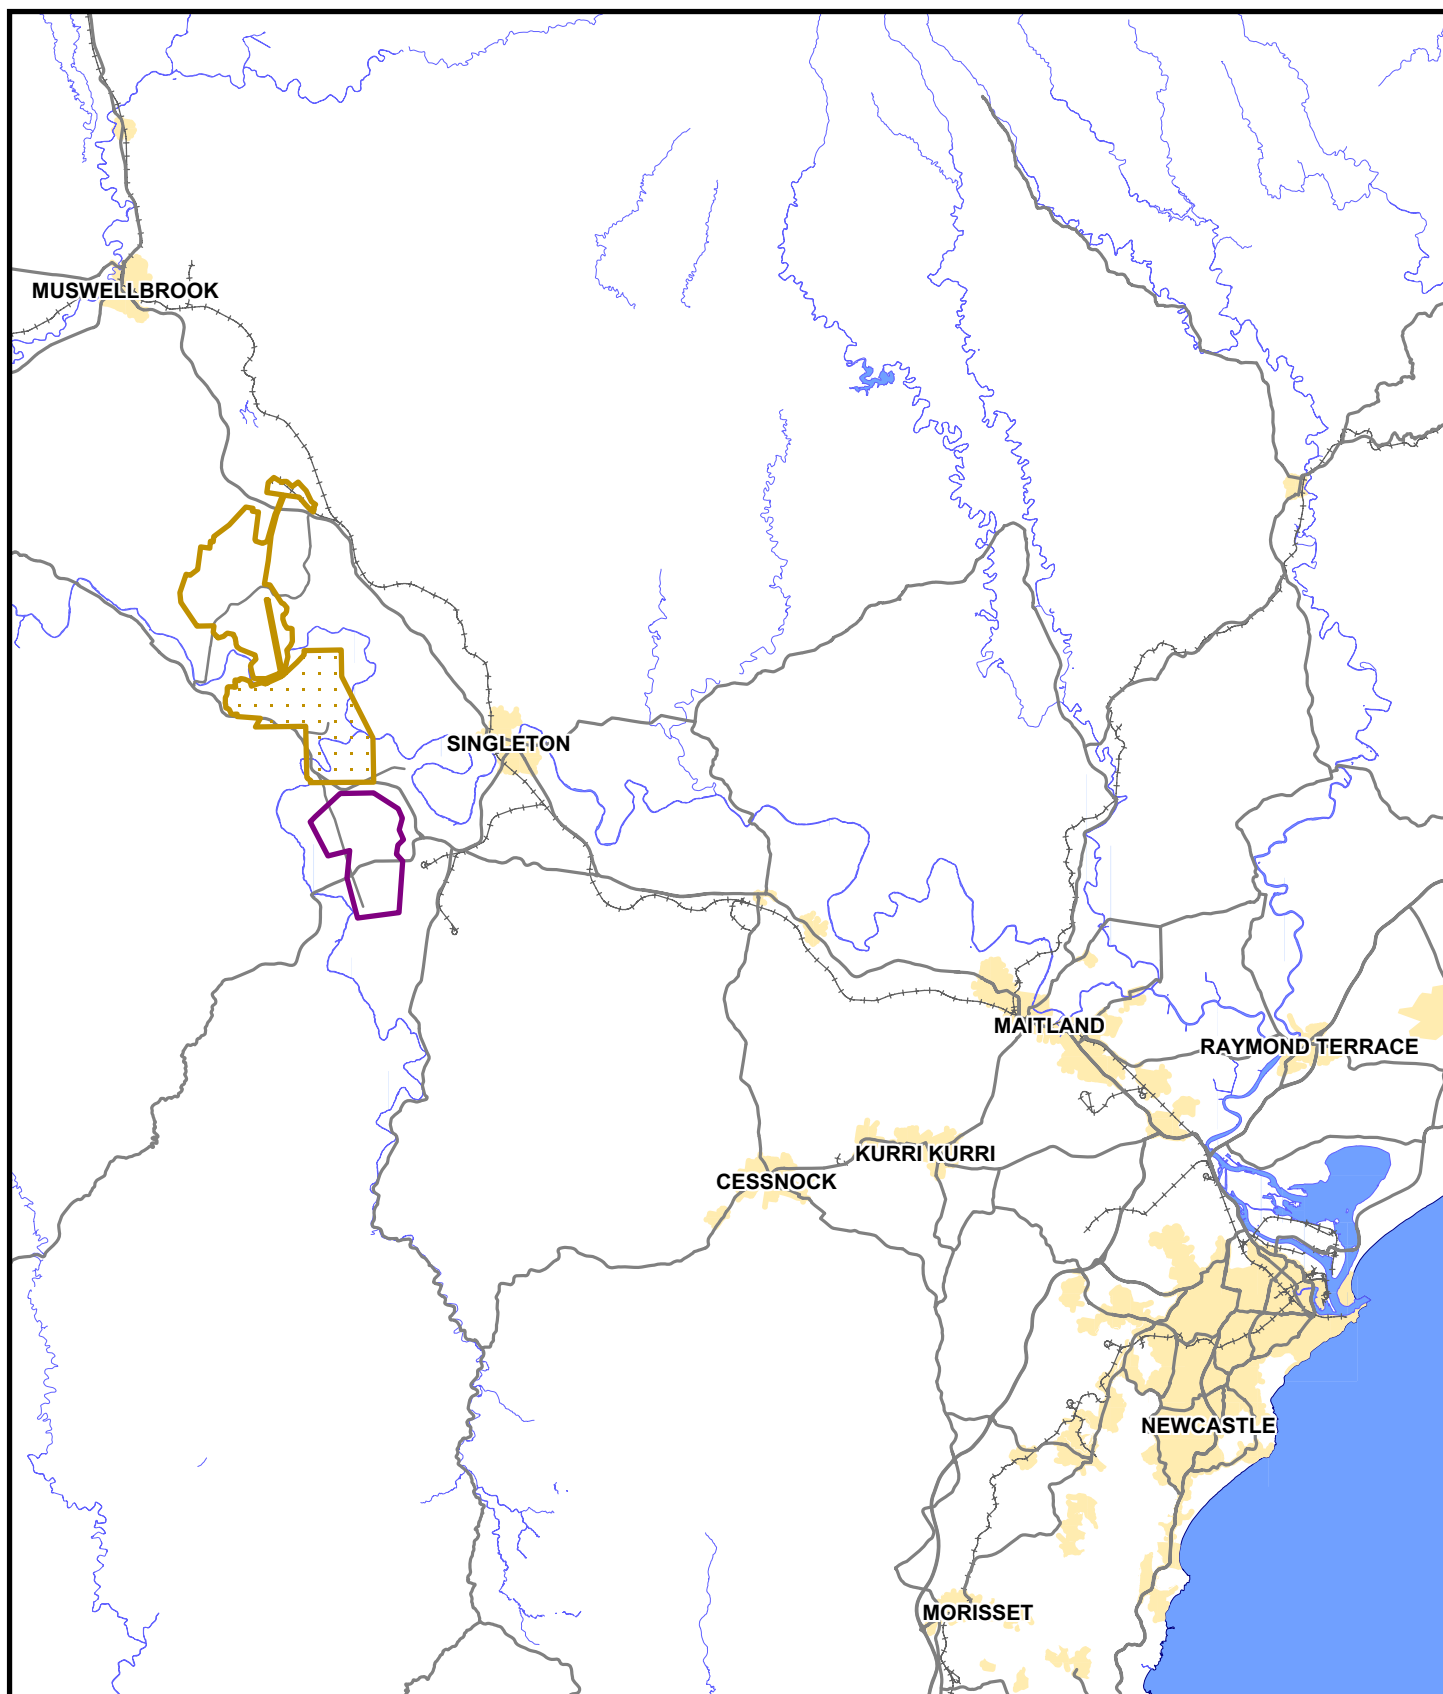 MUSWELLBROOK
SINGLETON
MAITLAND
RAYMOND TERRACE
KURRI KURRI
CESSNOCK
NEWCASTLE
MORISSET